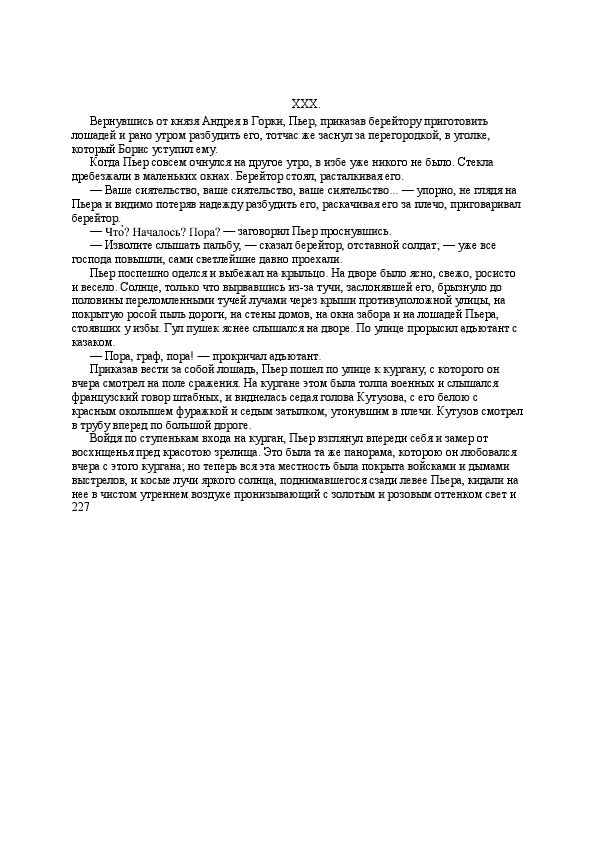 XXX.
Вернувшись от князя Андрея в Горки, Пьер, приказав берейтору приготовить
лошадей и рано утром разбудить его, тотчас же заснул за перегородкой, в уголке,
который Борис уступил ему.
Когда Пьер совсем очнулся на другое утро, в избе уже никого не было. Стекла
дребезжали в маленьких окнах. Берейтор стоял, расталкивая его.
— Ваше сиятельство, ваше сиятельство, ваше сиятельство... — упорно, не глядя на
Пьера и видимо потеряв надежду разбудить его, раскачивая его за плечо, приговаривал
берейтор.
— Что́? Началось? Пора? — заговорил Пьер проснувшись.
— Изволите слышать пальбу, — сказал берейтор, отставной солдат; — уже все
господа повышли, сами светлейшие давно проехали.
Пьер поспешно оделся и выбежал на крыльцо. На дворе было ясно, свежо, росисто
и весело. Солнце, только что вырвавшись из-за тучи, заслонявшей его, брызнуло до
половины переломленными тучей лучами через крыши противуположной улицы, на
покрытую росой пыль дороги, на стены домов, на окна забора и на лошадей Пьера,
стоявших у избы. Гул пушек яснее слышался на дворе. По улице прорысил адъютант с
казаком.
— Пора, граф, пора! — прокричал адъютант.
Приказав вести за собой лошадь, Пьер пошел по улице к кургану, с которого он
вчера смотрел на поле сражения. На кургане этом была толпа военных и слышался
французский говор штабных, и виднелась седая голова Кутузова, с его белою с
красным околышем фуражкой и седым затылком, утонувшим в плечи. Кутузов смотрел
в трубу вперед по большой дороге.
Войдя по ступенькам входа на курган, Пьер взглянул впереди себя и замер от
восхищенья пред красотою зрелища. Это была та же панорама, которою он любовался
вчера с этого кургана; но теперь вся эта местность была покрыта войсками и дымами
выстрелов, и косые лучи яркого солнца, поднимавшегося сзади левее Пьера, кидали на
нее в чистом утреннем воздухе пронизывающий с золотым и розовым оттенком свет и
227